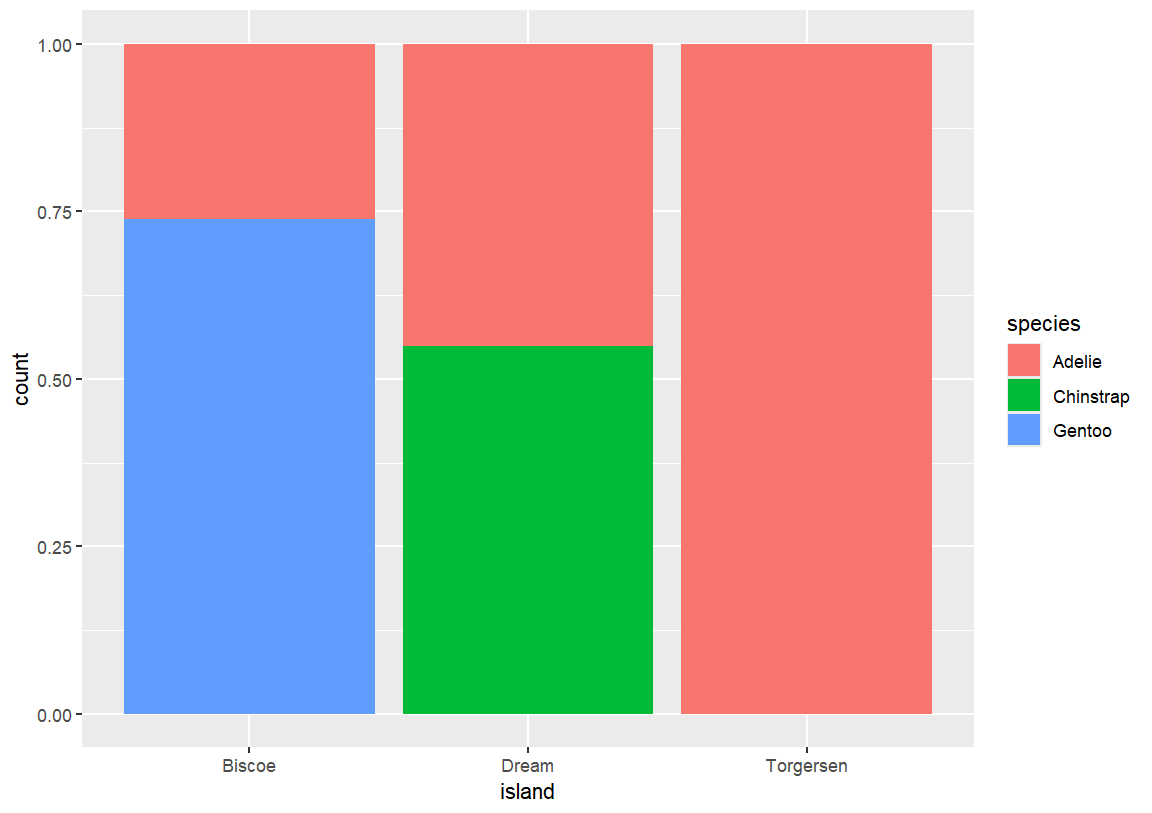 1.00
0.75
0.50
0.25
0.00
count
Biscoe
Dream
Torgersen
island
species
Adelie
Chinstrap
Gentoo